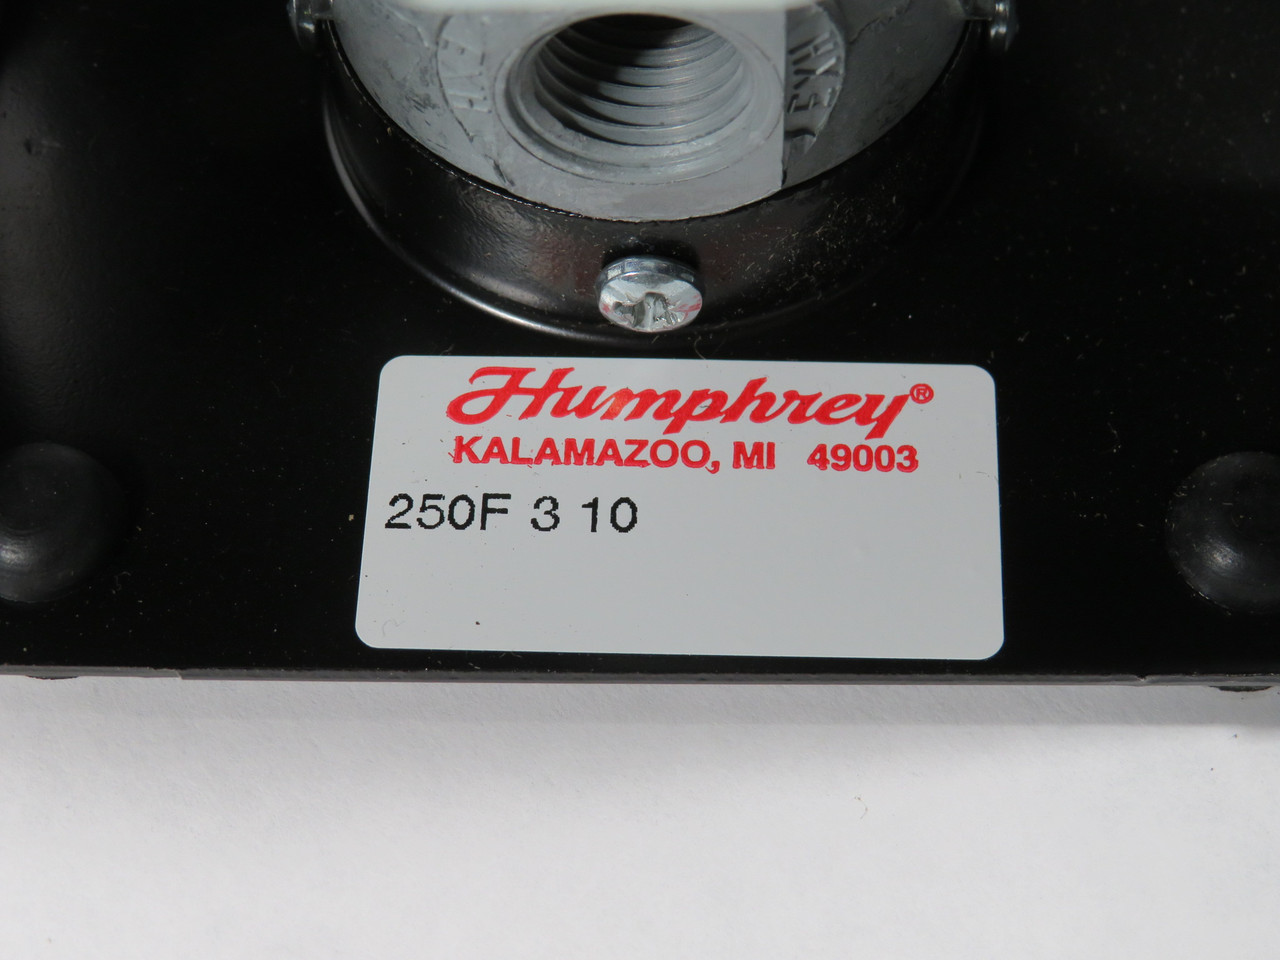 Humphrey®
KALAMAZOO, MI 49003
250F 3 10